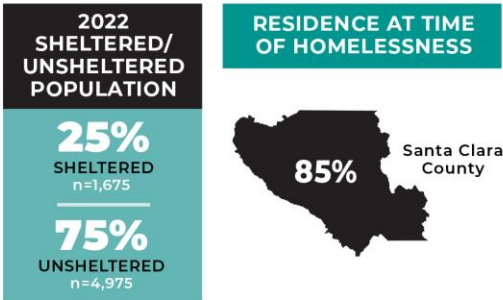 2022
SHELTERED/
UNSHELTERED
POPULATION
25%
SHELTERED
n=1,675
75%
UNSHELTERED
n=4,975
RESIDENCE AT TIME
OF HOMELESSNESS
85%
Santa Clara
County